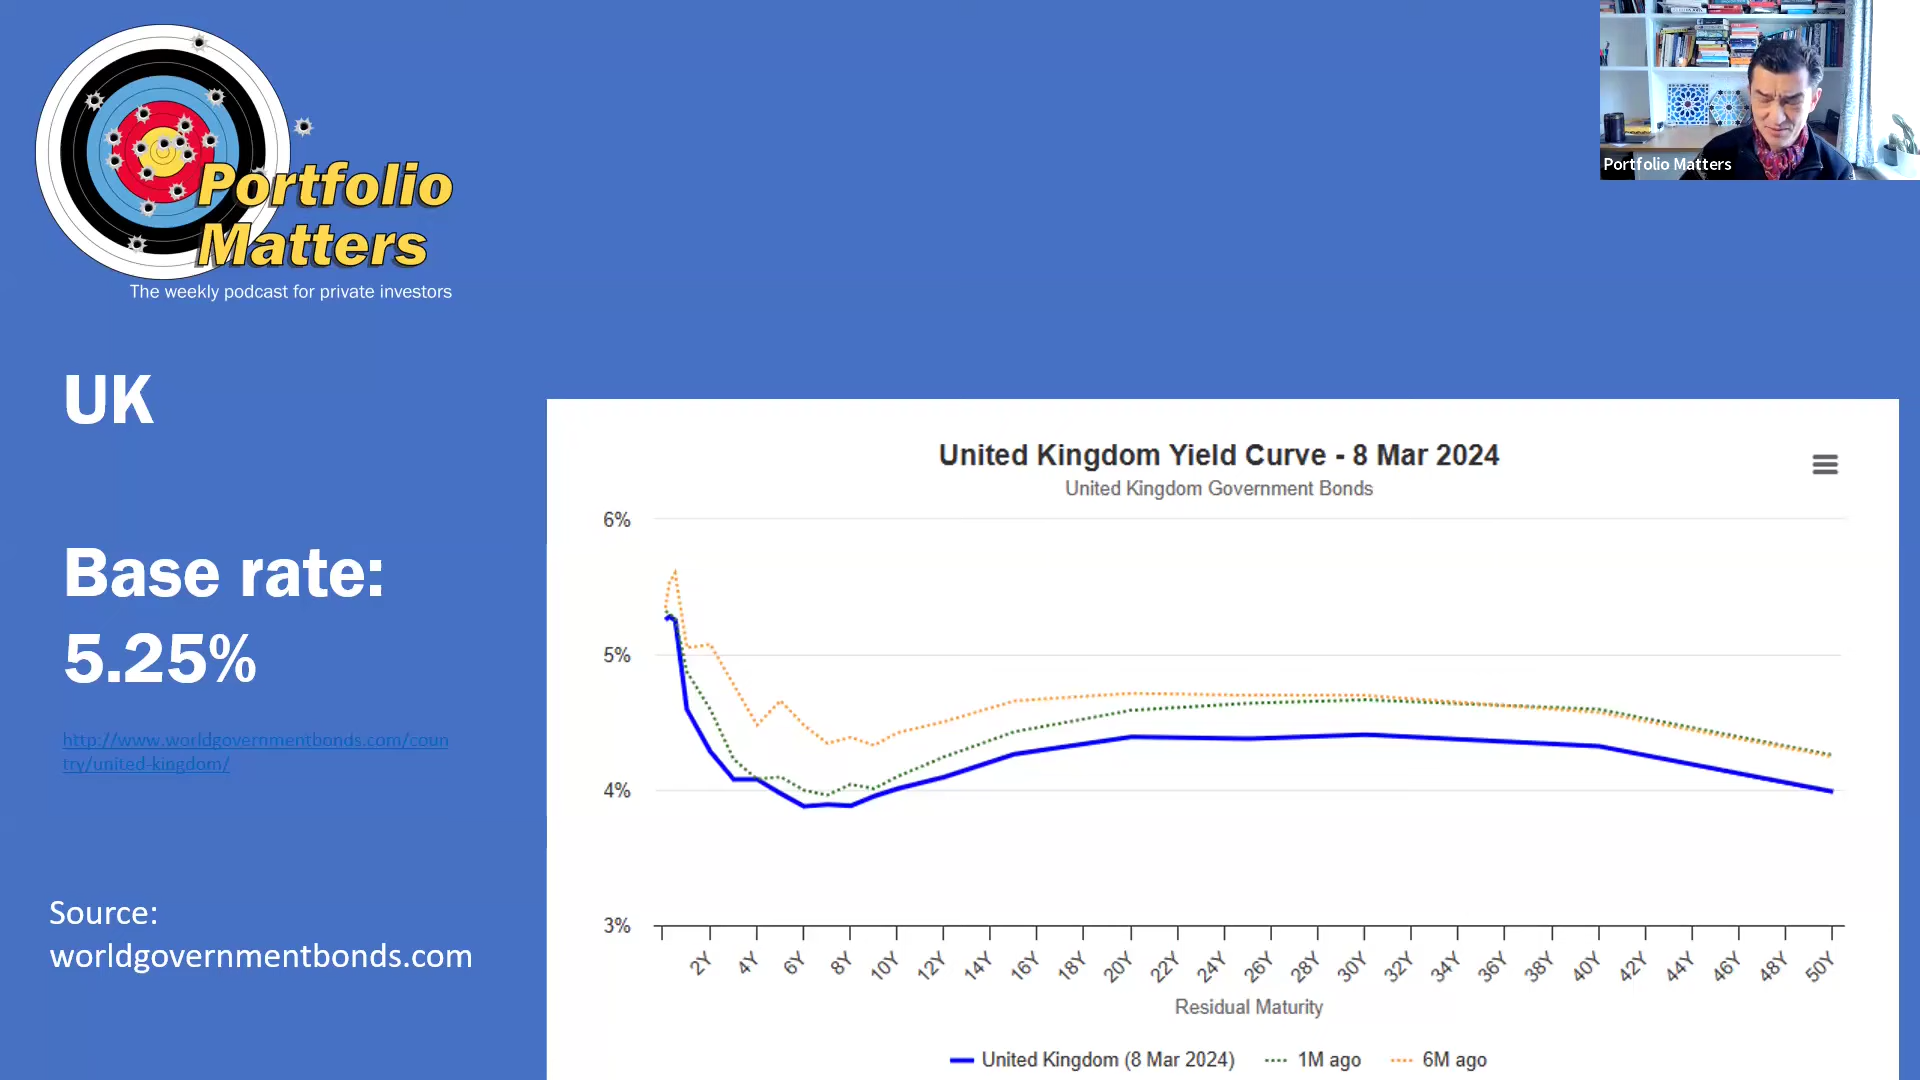 Portfolio
Matters
The weekly podcast for private investors
Portfolio Matters
UK
Base rate:
5.25%
http://www.worldgovernmentbonds.com/coun
try/united-kingdom/
Source:
worldgovernmentbonds.com
United Kingdom Yield Curve - 8 Mar 2024
United Kingdom Government Bonds
6%
5%
4%
3%
2Y 4Y 6Y 8Y 10Y 12Y 14Y 16Y 18Y 20Y 22Y 24Y 26Y 28Y 30Y 32Y 34Y 36Y 38Y 40Y 42Y 44Y 46Y 48Y 50Y
Residual Maturity
United Kingdom (8 Mar 2024) 1M ago 6M ago